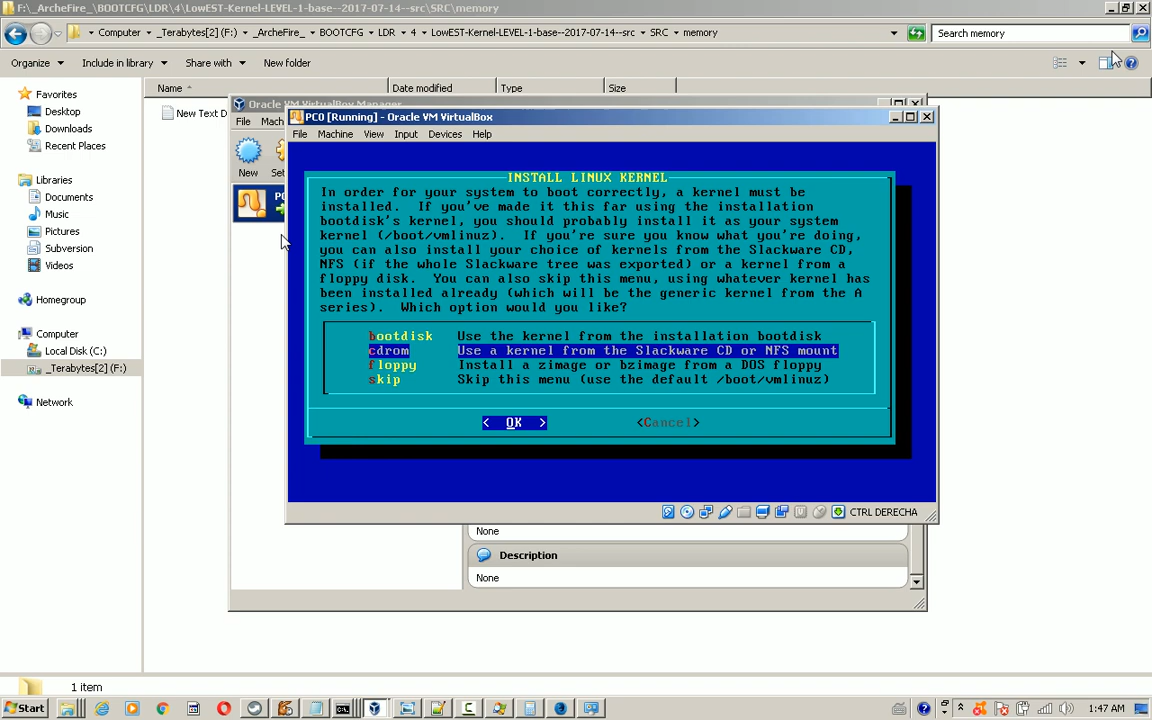 F:\_ArcheFire_\BOOTCFG\LDR\4\LowEST-Kernel-LEVEL-1-base--2017-07-14--src\SRC\memory
Computer
_Terabytes[2] (F:)
_ArcheFire_
BOOTCFG
LDR
4
LowEST-Kernel-LEVEL-1-base--2017-07-14--src
SRC
memory
Search memory
Organize
Include in library
Share with
New folder
Favorites
Desktop
Downloads
Recent Places
Libraries
Documents
Music
Pictures
Subversion
Videos
Homegroup
Computer
Local Disk (C:)
_Terabytes[2] (F:)
Network
Name
Date modified
Type
Size
New Text D
Oracle VM VirtualBox Manager
File
Mach
New
Set
PC
PC0 [Running] - Oracle VM VirtualBox
File
Machine
View
Input
Devices
Help
INSTALL LINUX KERNEL
In order for your system to boot correctly, a kernel must be
installed.  If you've made it this far using the installation
bootdisk's kernel, you should probably install it as your system
kernel (/boot/vmlinuz).  If you're sure you know what you're doing,
you can also install your choice of kernels from the Slackware CD,
NFS (if the whole Slackware tree was exported) or a kernel from a
floppy disk.  You can also skip this menu, using whatever kernel has
been installed already (which will be the generic kernel from the A
series).  Which option would you like?
bootdisk Use the kernel from the installation bootdisk
cdrom Use a kernel from the Slackware CD or NFS mount
floppy Install a zimage or bzimage from a DOS floppy
skip Skip this menu (use the default /boot/vmlinuz)
< OK > <Cancel>
CTRL DERECHA
None
Description
None
1 item
Start
1:47 AM